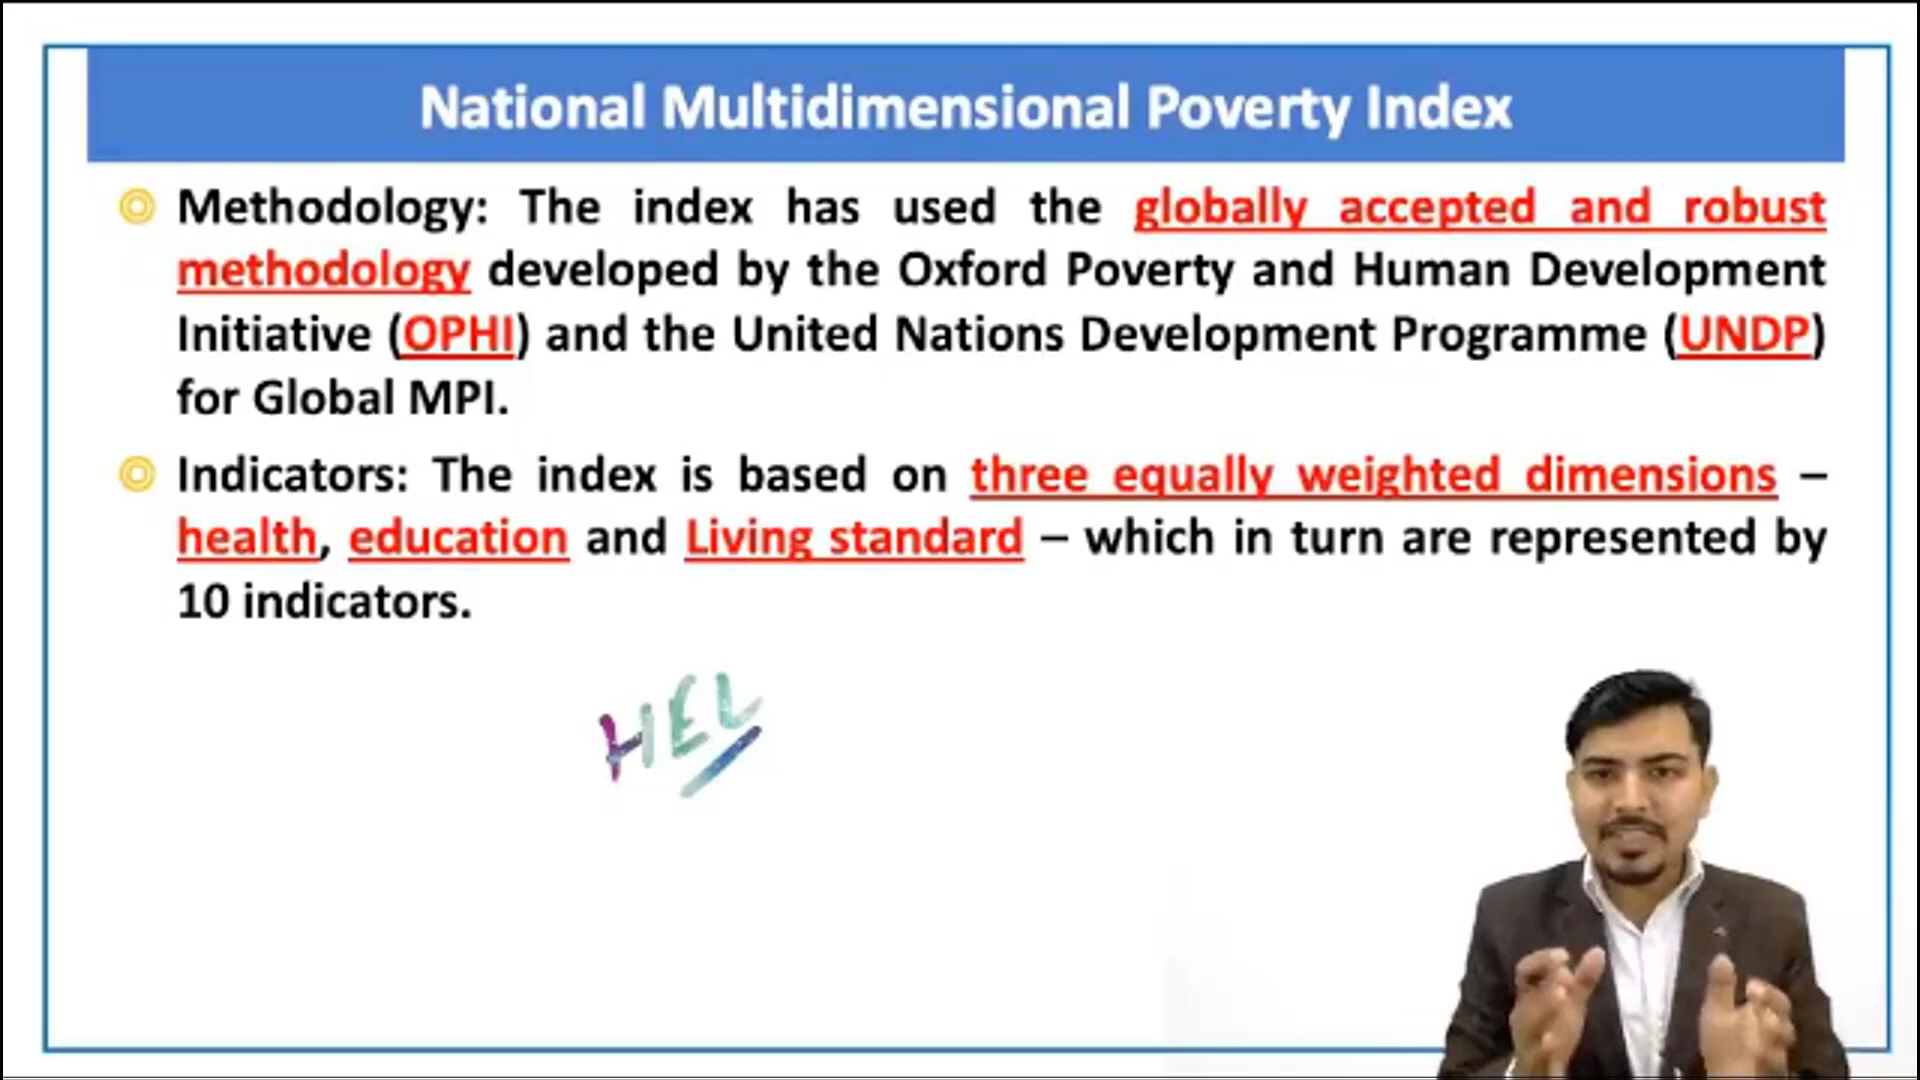 National Multidimensional Poverty Index
Methodology: The index has used the globally accepted and robust
methodology developed by the Oxford Poverty and Human Development
Initiative (OPHI) and the United Nations Development Programme (UNDP)
for Global MPI.
Indicators: The index is based on three equally weighted dimensions –
health, education and Living standard – which in turn are represented by
10 indicators.
HEL